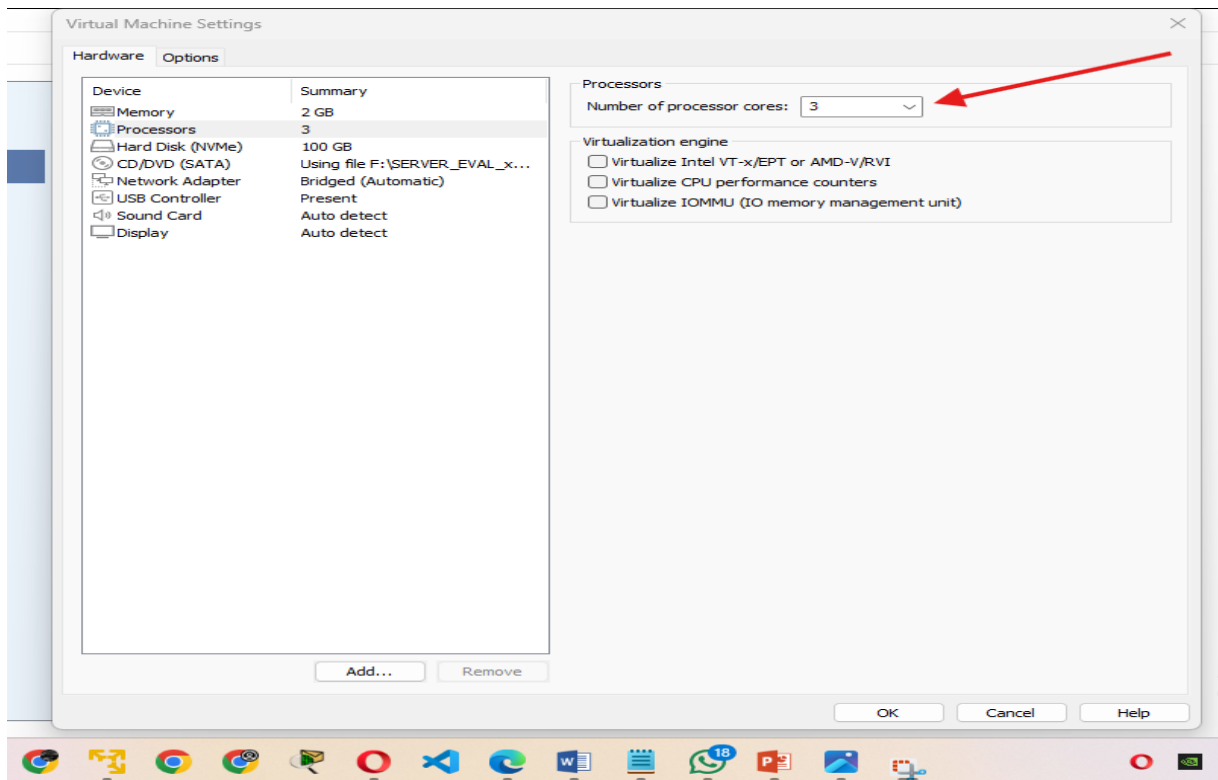 Virtual Machine Settings
Hardware Options
Device Summary
Memory 2 GB
Processors 3
Hard Disk (NVMe) 100 GB
CD/DVD (SATA) Using file F:\SERVER_EVAL_x...
Network Adapter Bridged (Automatic)
USB Controller Present
Sound Card Auto detect
Display Auto detect
Add... Remove
Processors
Number of processor cores: 3
Virtualization engine
Virtualize Intel VT-x/EPT or AMD-V/RVI
Virtualize CPU performance counters
Virtualize IOMMU (IO memory management unit)
OK Cancel Help
18